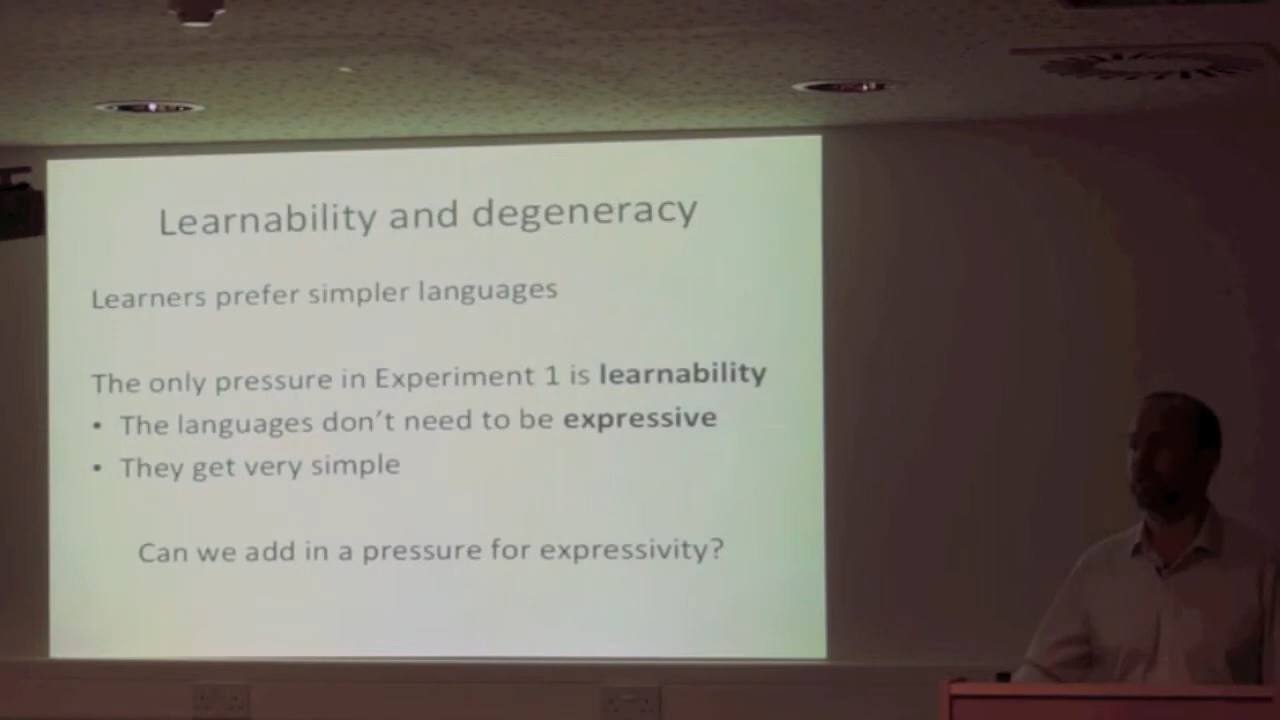 Learnability and degeneracy
Learners prefer simpler languages
The only pressure in Experiment 1 is learnability
• The languages don't need to be expressive
• They get very simple
Can we add in a pressure for expressivity?